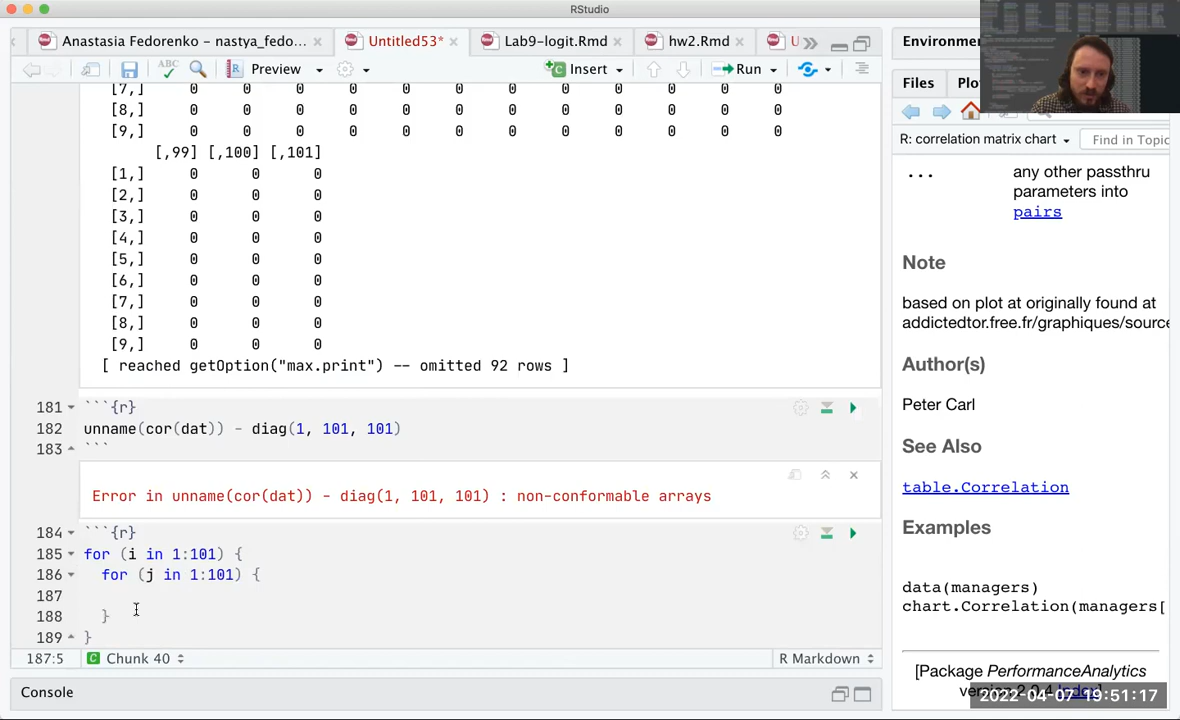 RStudio
Anastasia Fedorenko – nastya_fedo... Untitled53* Lab9-logit.Rmd hw2.Rmd U
ABC Preview Insert Run
[7,] 0 0 0 0 0 0 0 0 0 0 0 0
[8,] 0 0 0 0 0 0 0 0 0 0 0 0
[9,] 0 0 0 0 0 0 0 0 0 0 0 0
[,99] [,100] [,101]
[1,] 0 0 0
[2,] 0 0 0
[3,] 0 0 0
[4,] 0 0 0
[5,] 0 0 0
[6,] 0 0 0
[7,] 0 0 0
[8,] 0 0 0
[9,] 0 0 0
[ reached getOption("max.print") -- omitted 92 rows ]
181 ```{r}
182 unname(cor(dat)) - diag(1, 101, 101)
183 ```
Error in unname(cor(dat)) - diag(1, 101, 101) : non-conformable arrays
184 ```{r}
185 for (i in 1:101) {
186 for (j in 1:101) {
187
188 }
189 }
187:5 C Chunk 40 R Markdown
Console
Environmen
Files Plo
R: correlation matrix chart Find in Topic
... any other passthru
parameters into
pairs
Note
based on plot at originally found at
addictedtor.free.fr/graphiques/source
Author(s)
Peter Carl
See Also
table.Correlation
Examples
data(managers)
chart.Correlation(managers[
[Package PerformanceAnalytics
2022-04-07 19:51:17